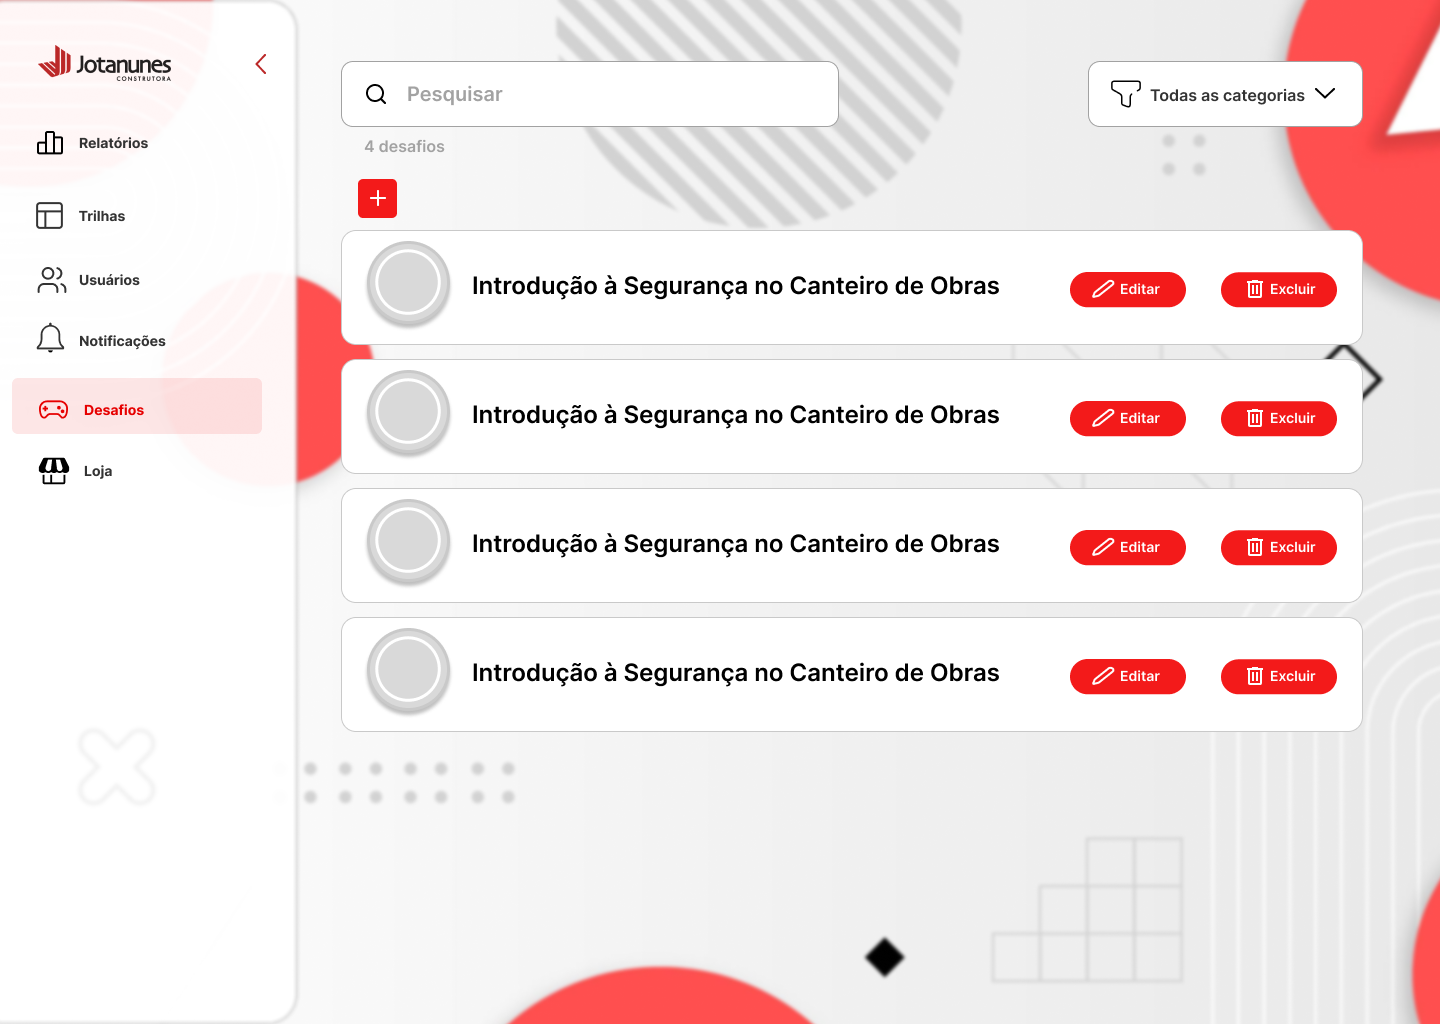 Jotanunes
CONSTRUTORA
Relatórios
Trilhas
Usuários
Notificações
Desafios
Loja
Pesquisar
Todas as categorias
4 desafios
Introdução à Segurança no Canteiro de Obras
Editar
Excluir
Introdução à Segurança no Canteiro de Obras
Editar
Excluir
Introdução à Segurança no Canteiro de Obras
Editar
Excluir
Introdução à Segurança no Canteiro de Obras
Editar
Excluir